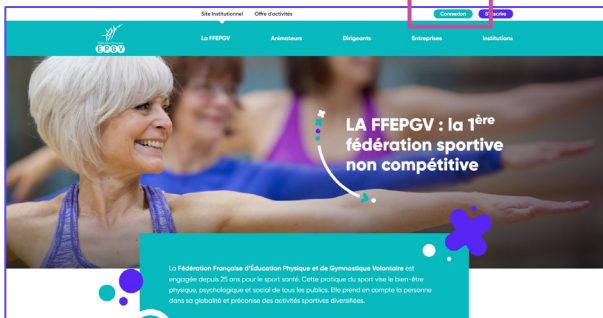 Site Institutionnel Offre d'activités Connexion S'inscrire
EPGV La FFEPGV Animateurs Dirigeants Entreprises Institutions
LA FFEPGV : la 1ère
fédération sportive
non compétitive
La Fédération Française d'Éducation Physique et de Gymnastique Volontaire est
engagée depuis 25 ans pour le sport santé. Cette pratique du sport vise le bien-être
physique, psychologique et social de tous les publics. Elle prend en compte la personne
dans sa globalité et préconise des activités sportives diversifiées.